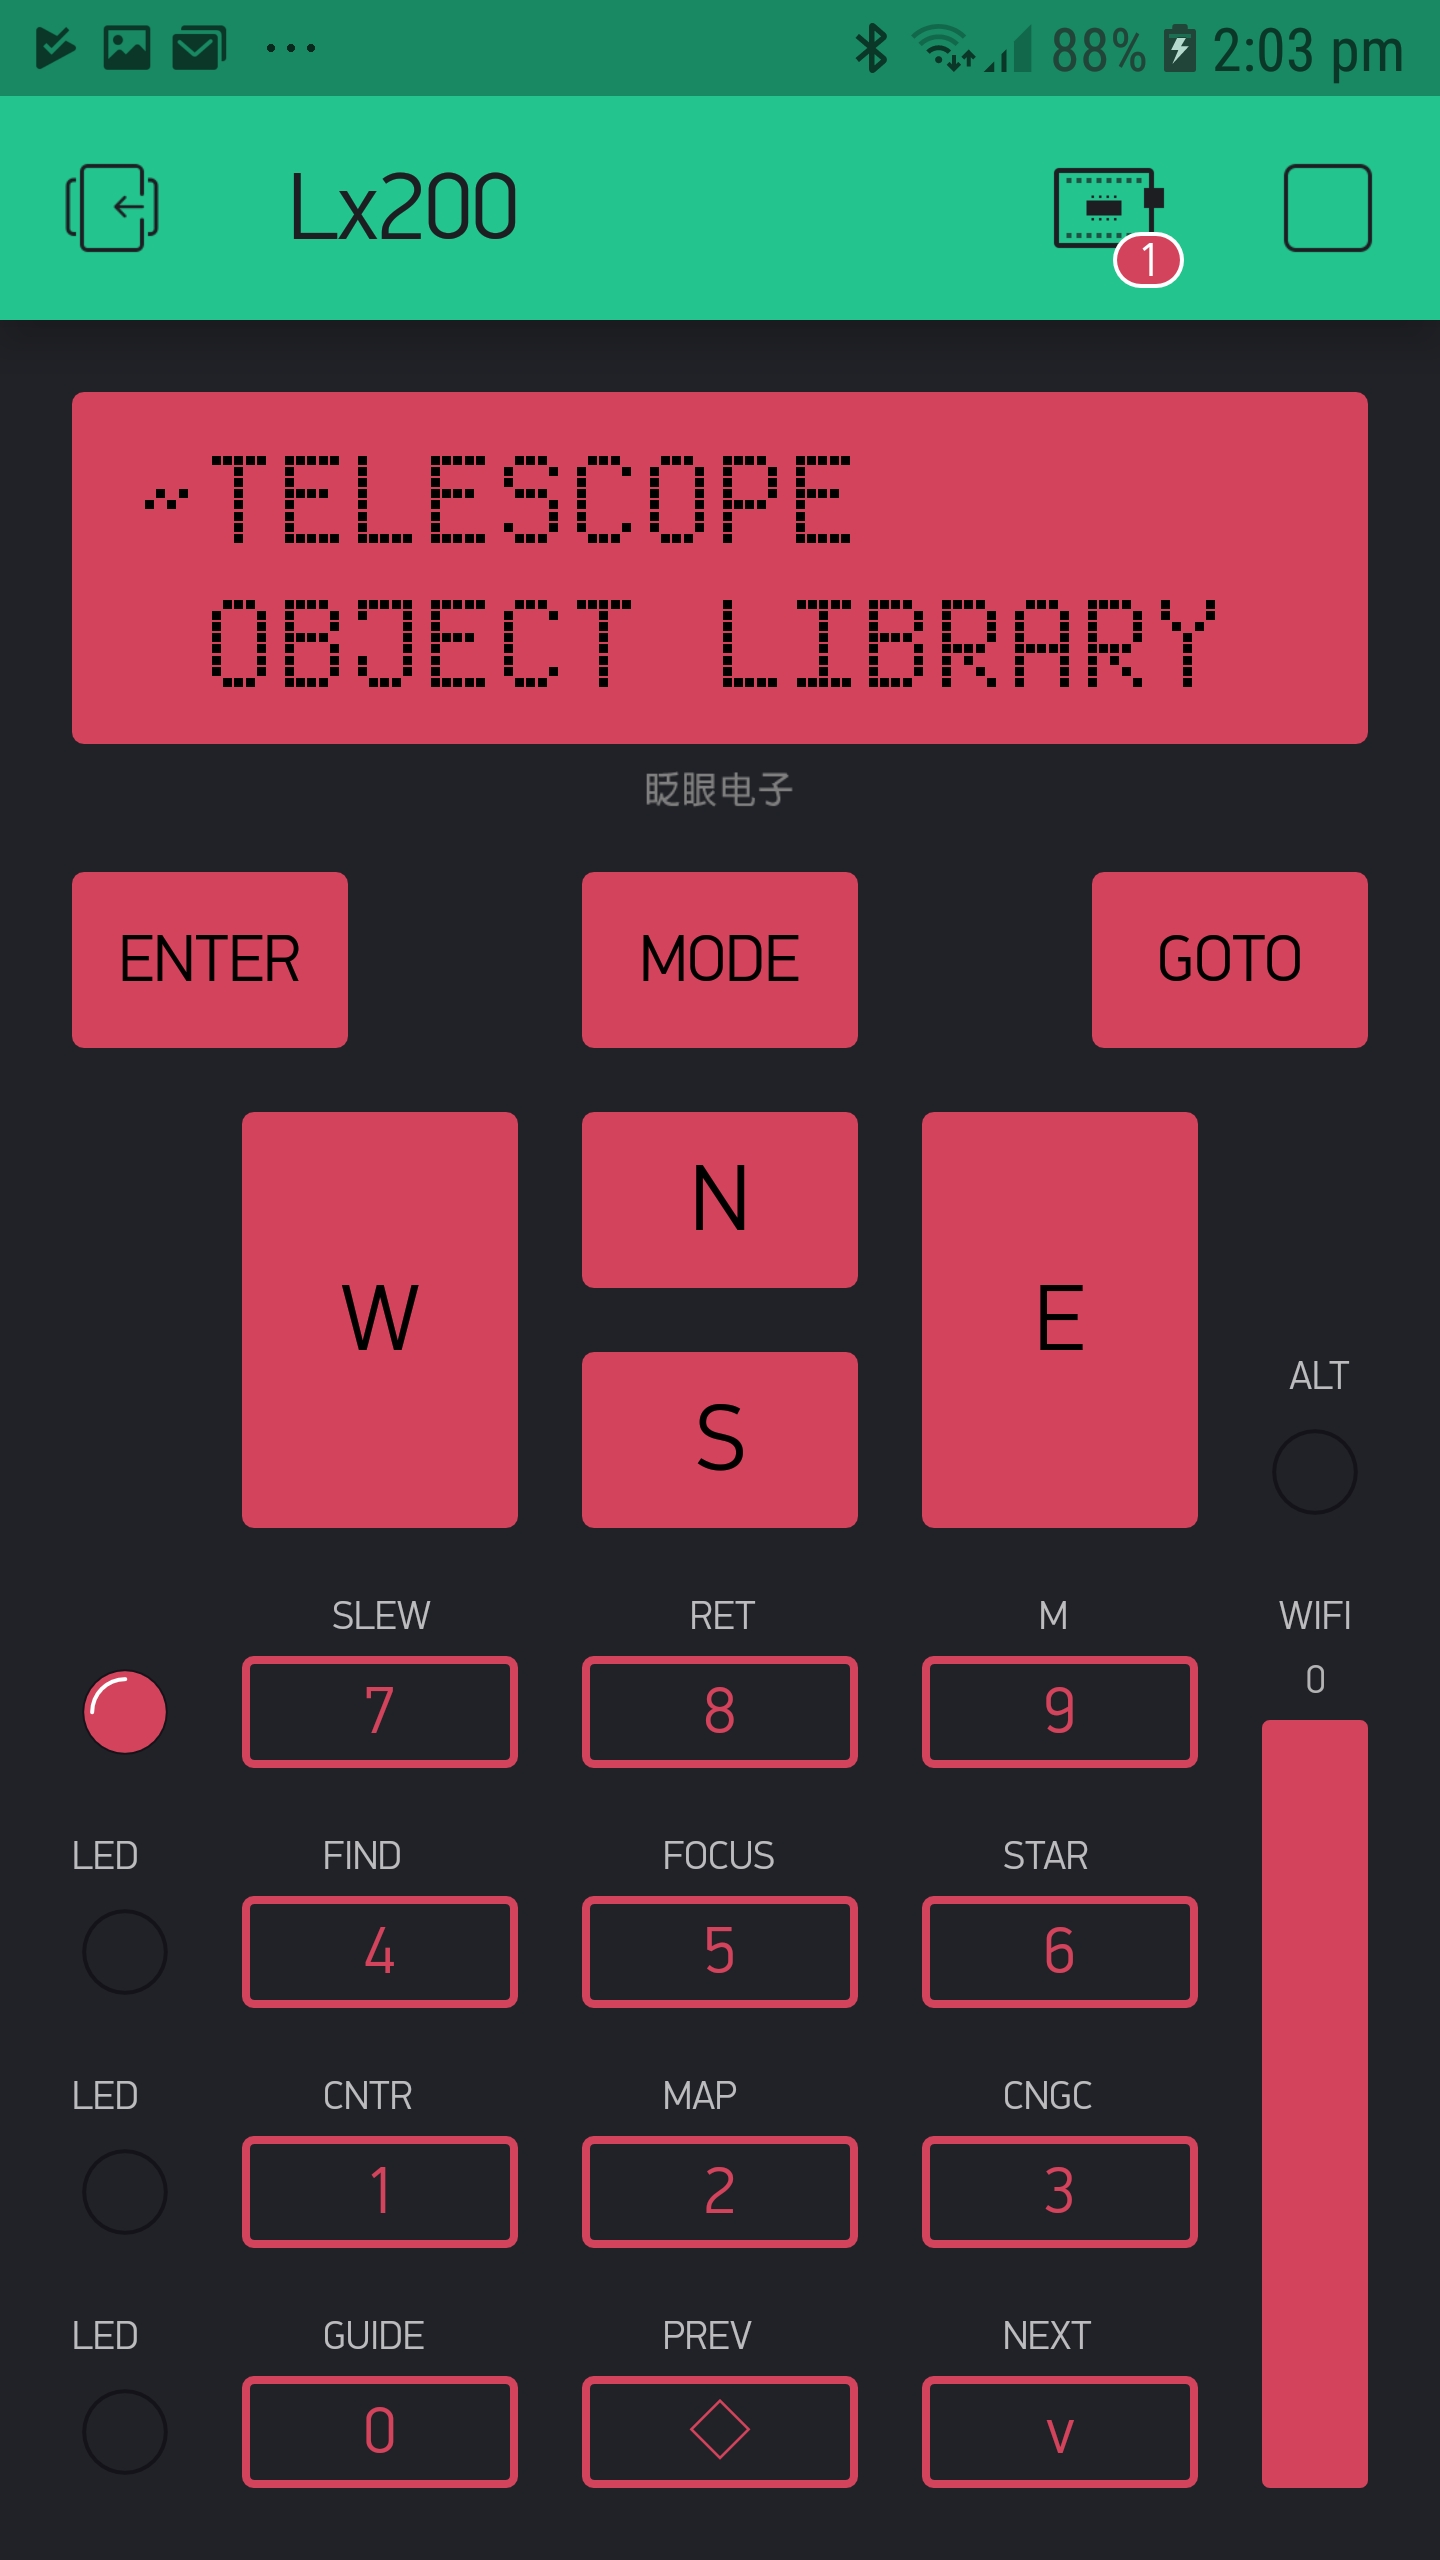 88% 2:03 pm
Lx200
1
~TELESCOPE
OBJECT LIBRARY
眨眼电子
ENTER MODE GOTO
N
W E
S
ALT
SLEW RET M WIFI
0
7 8 9
LED FIND FOCUS STAR
4 5 6
LED CNTR MAP CNGC
1 2 3
LED GUIDE PREV NEXT
0 ◇ v